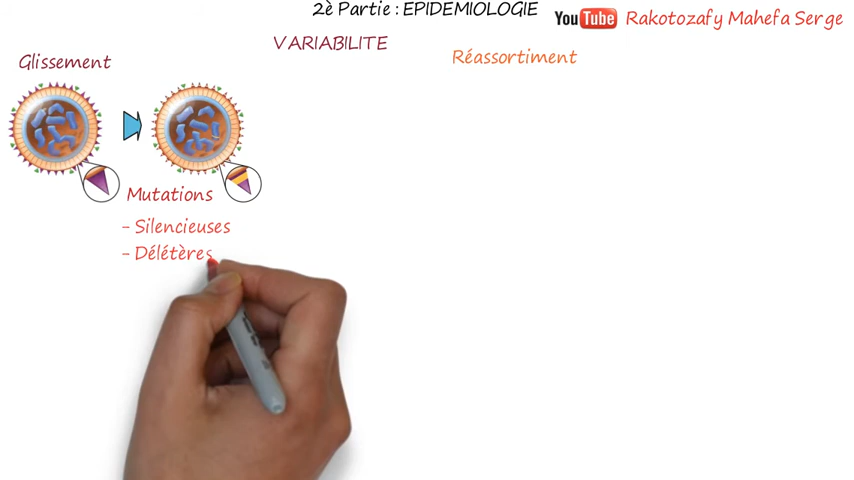 2è Partie : EPIDEMIOLOGIE
YouTube Rakotozafy Mahefa Serge
VARIABILITE
Glissement
Réassortiment
Mutations
- Silencieuses
- Délétères